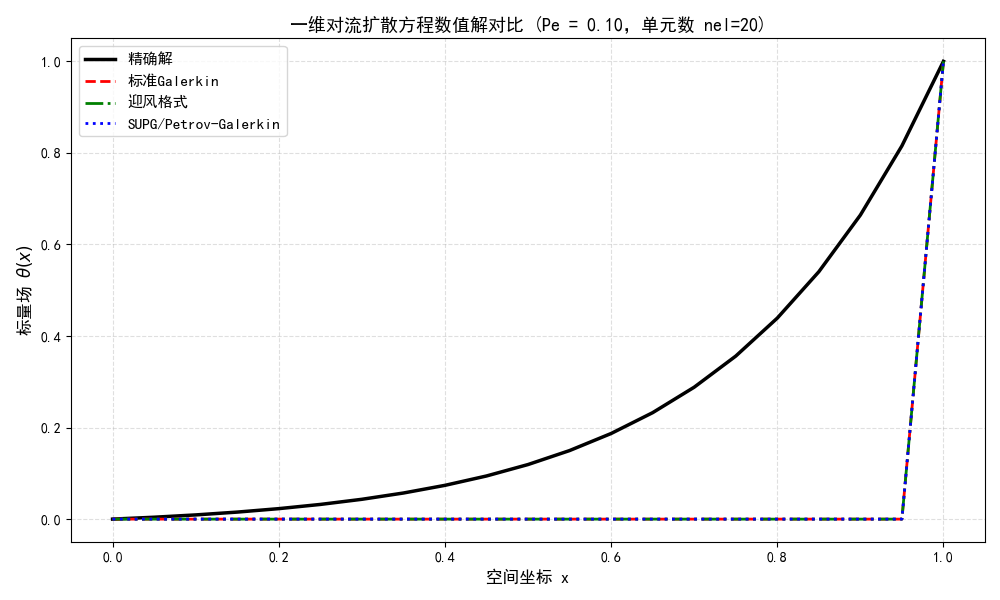 一维对流扩散方程数值解对比 (Pe = 0.10, 单元数 nel=20)
精确解
标准Galerkin
迎风格式
SUPG/Petrov-Galerkin
标量场 θ(x)
1.0
0.8
0.6
0.4
0.2
0.0
0.0 0.2 0.4 0.6 0.8 1.0
空间坐标 x